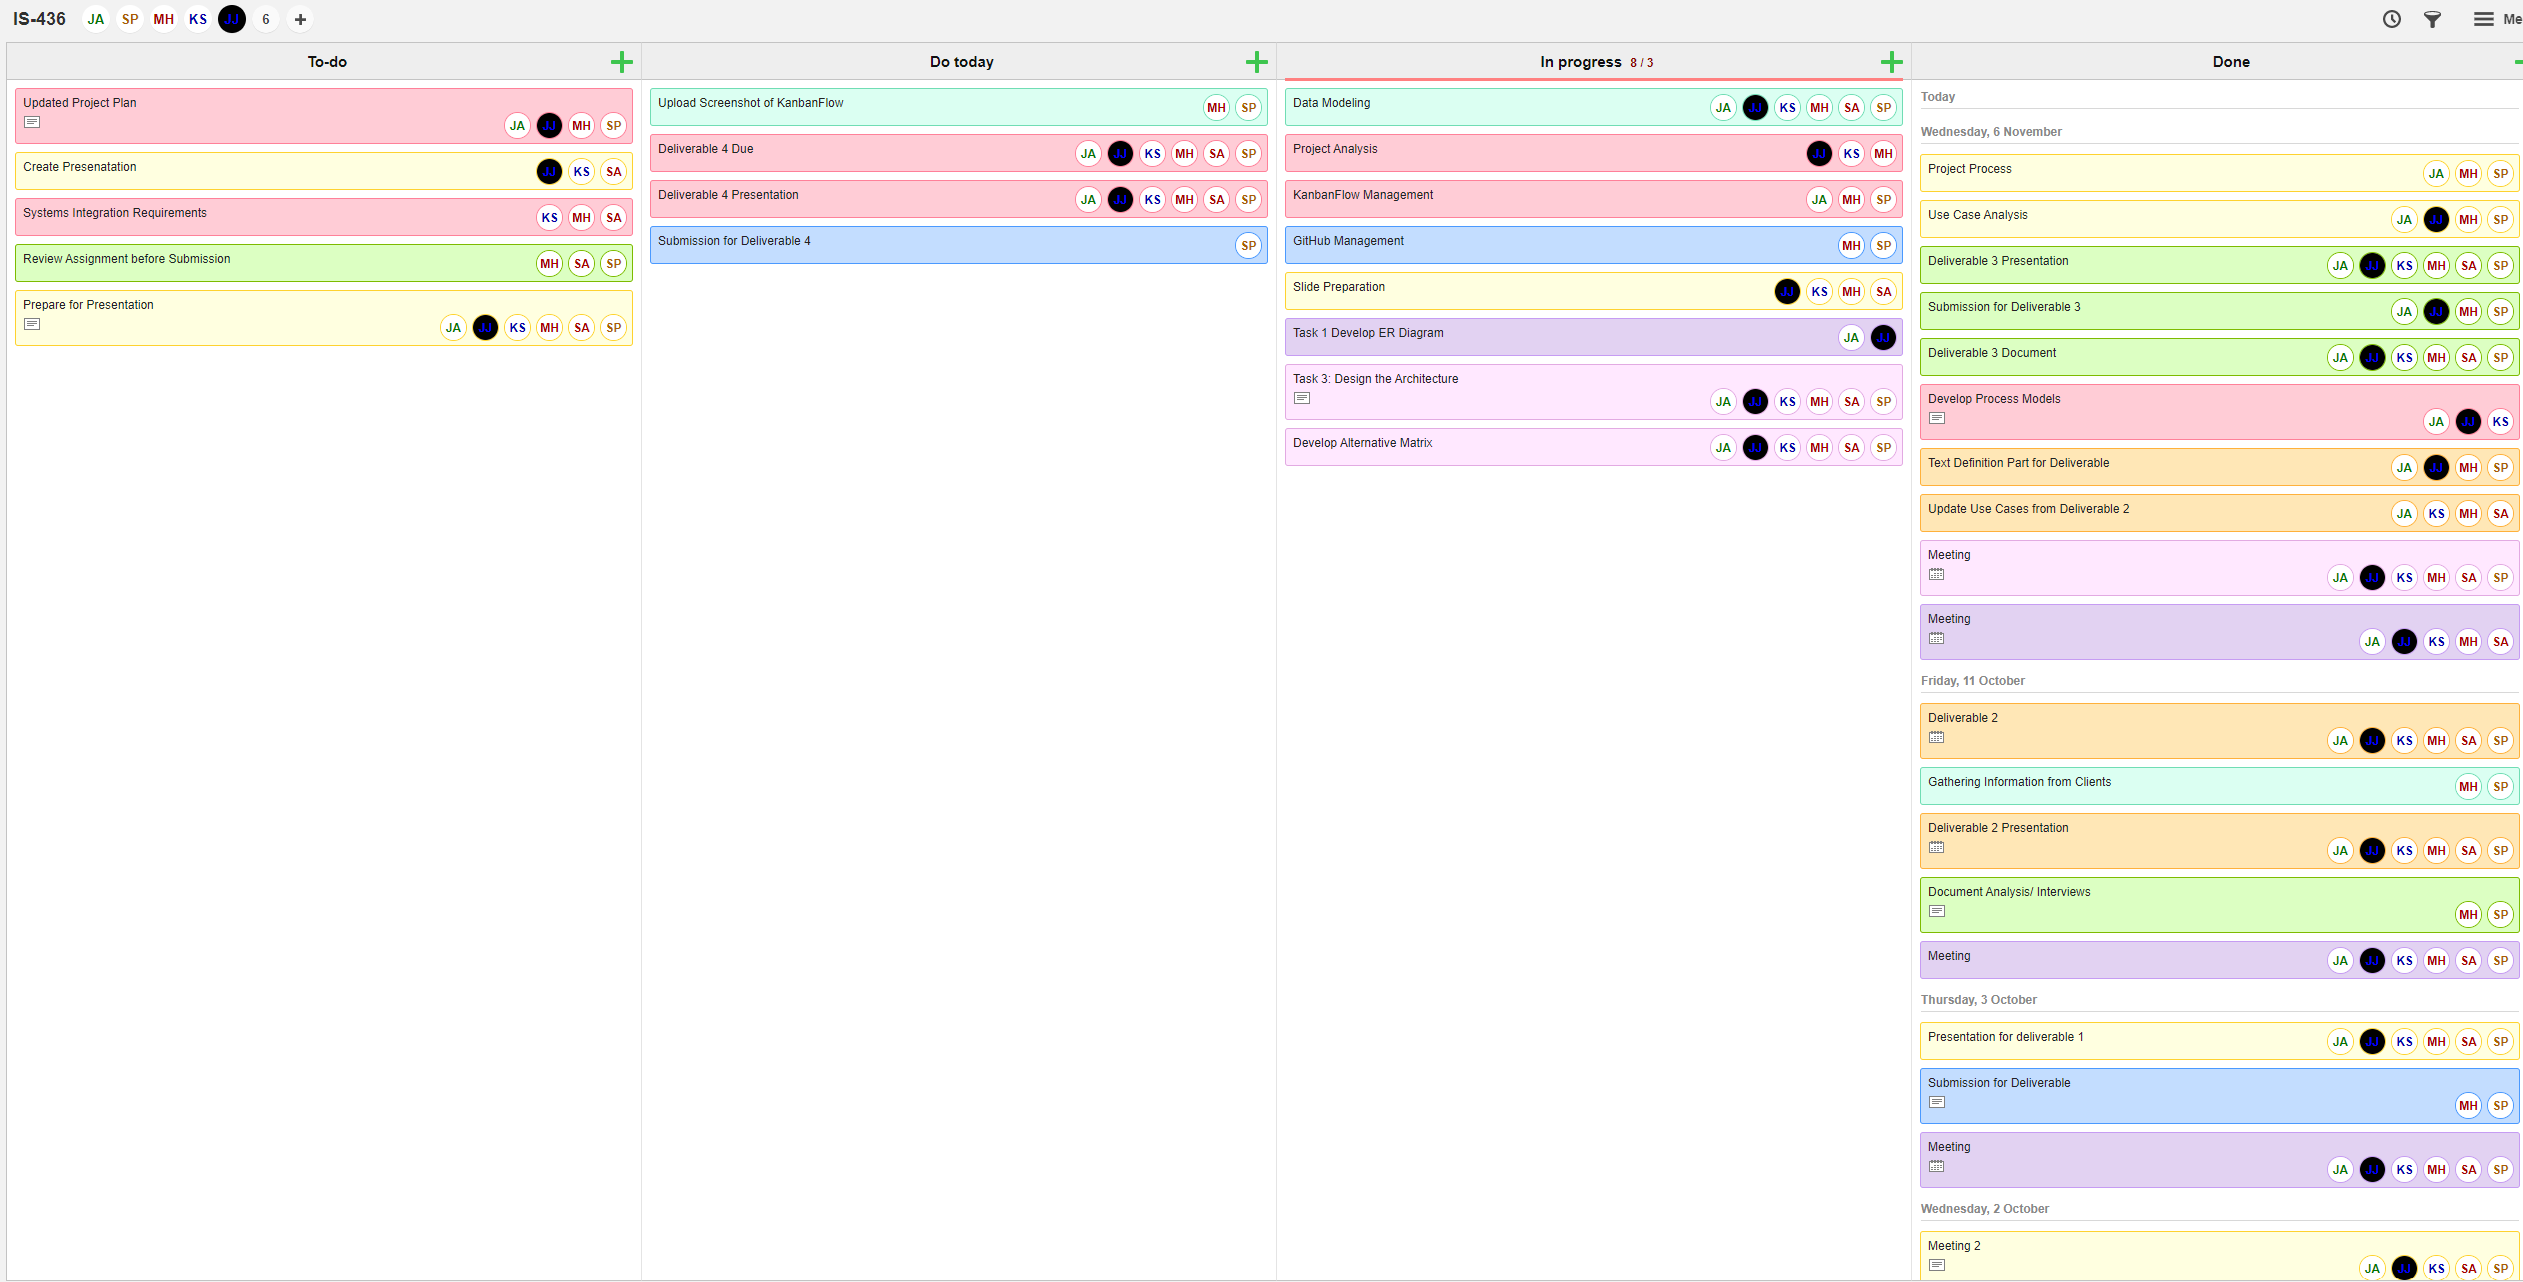 IS-436 JA SP MH KS JJ 6 Me
To-do
Updated Project Plan
JA JJ MH SP
Create Presenatation JJ KS SA
Systems Integration Requirements KS MH SA
Review Assignment before Submission MH SA SP
Prepare for Presentation
JA JJ KS MH SA SP
Do today
Upload Screenshot of KanbanFlow MH SP
Deliverable 4 Due JA JJ KS MH SA SP
Deliverable 4 Presentation JA JJ KS MH SA SP
Submission for Deliverable 4 SP
In progress 8 / 3
Data Modeling JA JJ KS MH SA SP
Project Analysis JJ KS MH
KanbanFlow Management JA MH SP
GitHub Management MH SP
Slide Preparation JJ KS MH SA
Task 1 Develop ER Diagram JA JJ
Task 3: Design the Architecture
JA JJ KS MH SA SP
Develop Alternative Matrix JA JJ KS MH SA SP
Done
Today
Wednesday, 6 November
Project Process JA MH SP
Use Case Analysis JA JJ MH SP
Deliverable 3 Presentation JA JJ KS MH SA SP
Submission for Deliverable 3 JA JJ MH SP
Deliverable 3 Document JA JJ KS MH SA SP
Develop Process Models
JA JJ KS
Text Definition Part for Deliverable JA JJ MH SP
Update Use Cases from Deliverable 2 JA KS MH SA
Meeting
JA JJ KS MH SA SP
Meeting
JA JJ KS MH SA
Friday, 11 October
Deliverable 2
JA JJ KS MH SA SP
Gathering Information from Clients MH SP
Deliverable 2 Presentation
JA JJ KS MH SA SP
Document Analysis/ Interviews
MH SP
Meeting JA JJ KS MH SA SP
Thursday, 3 October
Presentation for deliverable 1 JA JJ KS MH SA SP
Submission for Deliverable
MH SP
Meeting
JA JJ KS MH SA SP
Wednesday, 2 October
Meeting 2
JA JJ KS MH SA SP